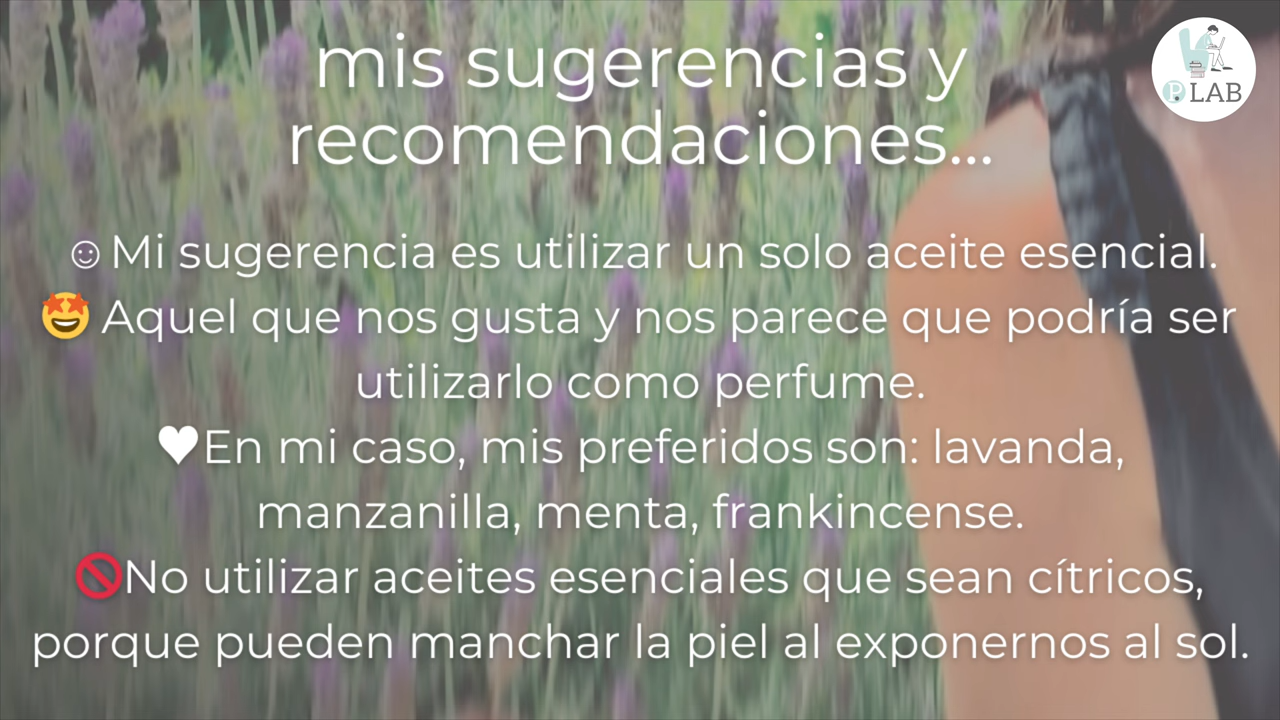 mis sugerencias y
recomendaciones...
P LAB
☺Mi sugerencia es utilizar un solo aceite esencial.
🤩 Aquel que nos gusta y nos parece que podría ser
utilizarlo como perfume.
♥En mi caso, mis preferidos son: lavanda,
manzanilla, menta, frankincense.
🚫No utilizar aceites esenciales que sean cítricos,
porque pueden manchar la piel al exponernos al sol.